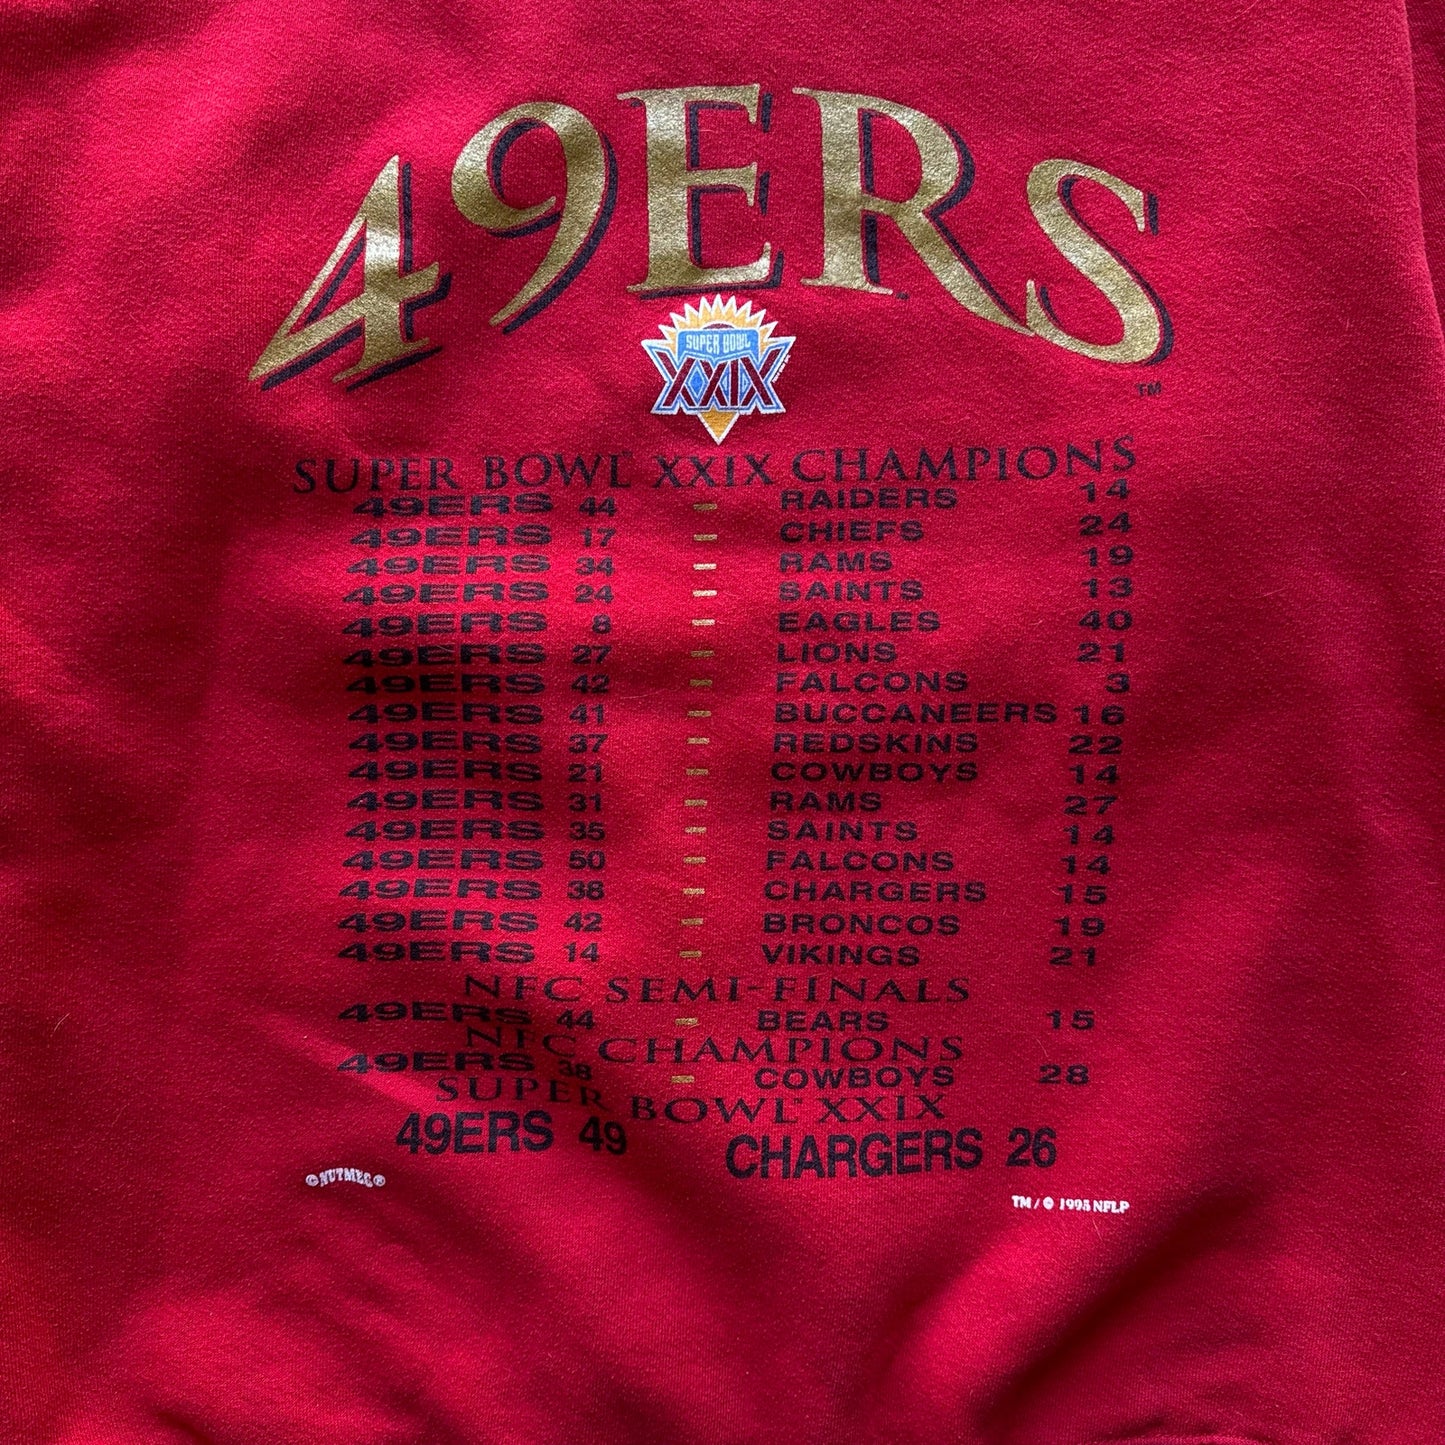 49ERS
TM
SUPER BOWL
XXIX
SUPER BOWL XXIX CHAMPIONS
49ERS 44 - RAIDERS 14
49ERS 17 - CHIEFS 24
49ERS 34 - RAMS 19
49ERS 24 - SAINTS 13
49ERS 8 - EAGLES 40
49ERS 27 - LIONS 21
49ERS 42 - FALCONS 3
49ERS 41 - BUCCANEERS 16
49ERS 37 - REDSKINS 22
49ERS 21 - COWBOYS 14
49ERS 31 - RAMS 27
49ERS 35 - SAINTS 14
49ERS 50 - FALCONS 14
49ERS 38 - CHARGERS 15
49ERS 42 - BRONCOS 19
49ERS 14 - VIKINGS 21
NFC SEMI-FINALS
49ERS 44 - BEARS 15
NFC CHAMPIONS
49ERS 38 - COWBOYS 28
SUPER BOWL XXIX
49ERS 49 CHARGERS 26
©NUTMEG®
TM/© 1995 NFLP